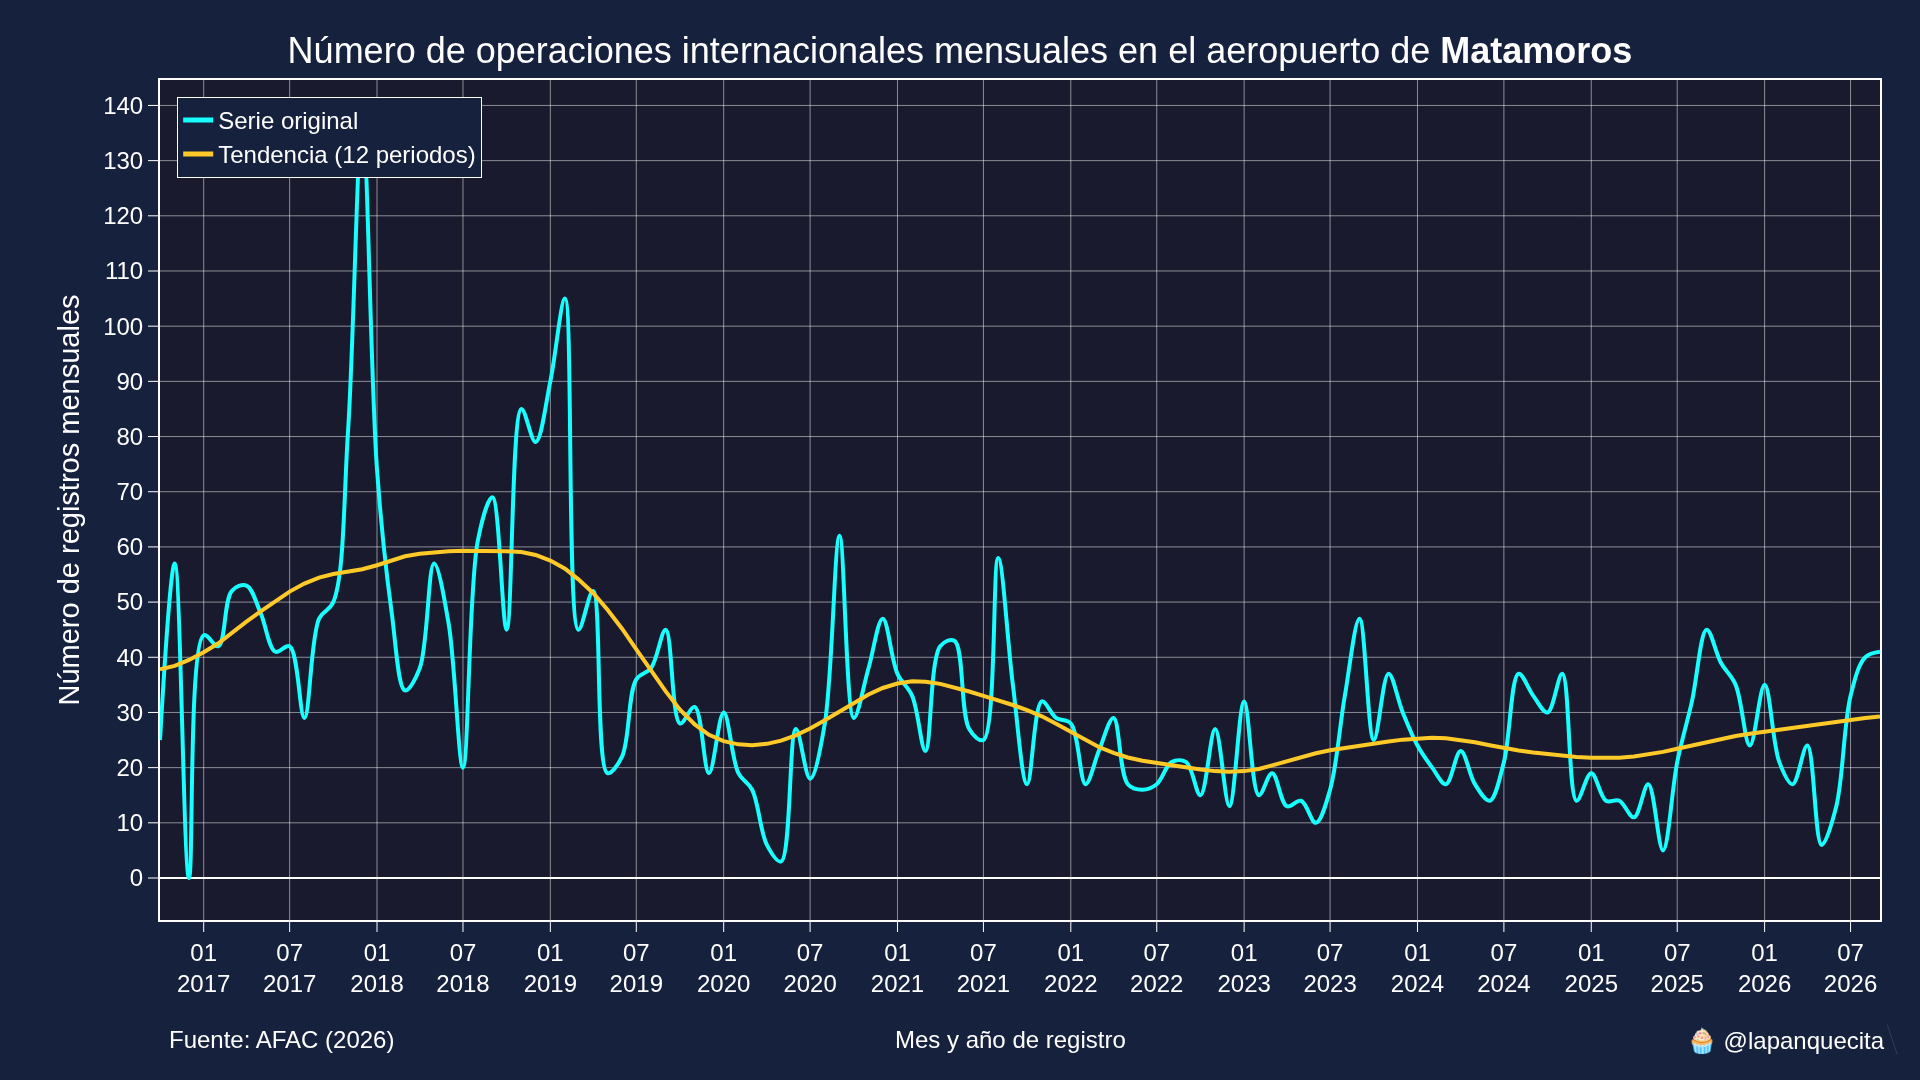 Número de operaciones internacionales mensuales en el aeropuerto de Matamoros
140
130
120
110
100
90
80
70
60
50
40
30
20
10
0
Serie original
Tendencia (12 periodos)
Número de registros mensuales
01 07 01 07 01 07 01 07 01 07 01 07 01 07 01 07 01 07 01 07
2017 2017 2018 2018 2019 2019 2020 2020 2021 2021 2022 2022 2023 2023 2024 2024 2025 2025 2026 2026
Fuente: AFAC (2026) Mes y año de registro 🧁 @lapanquecita